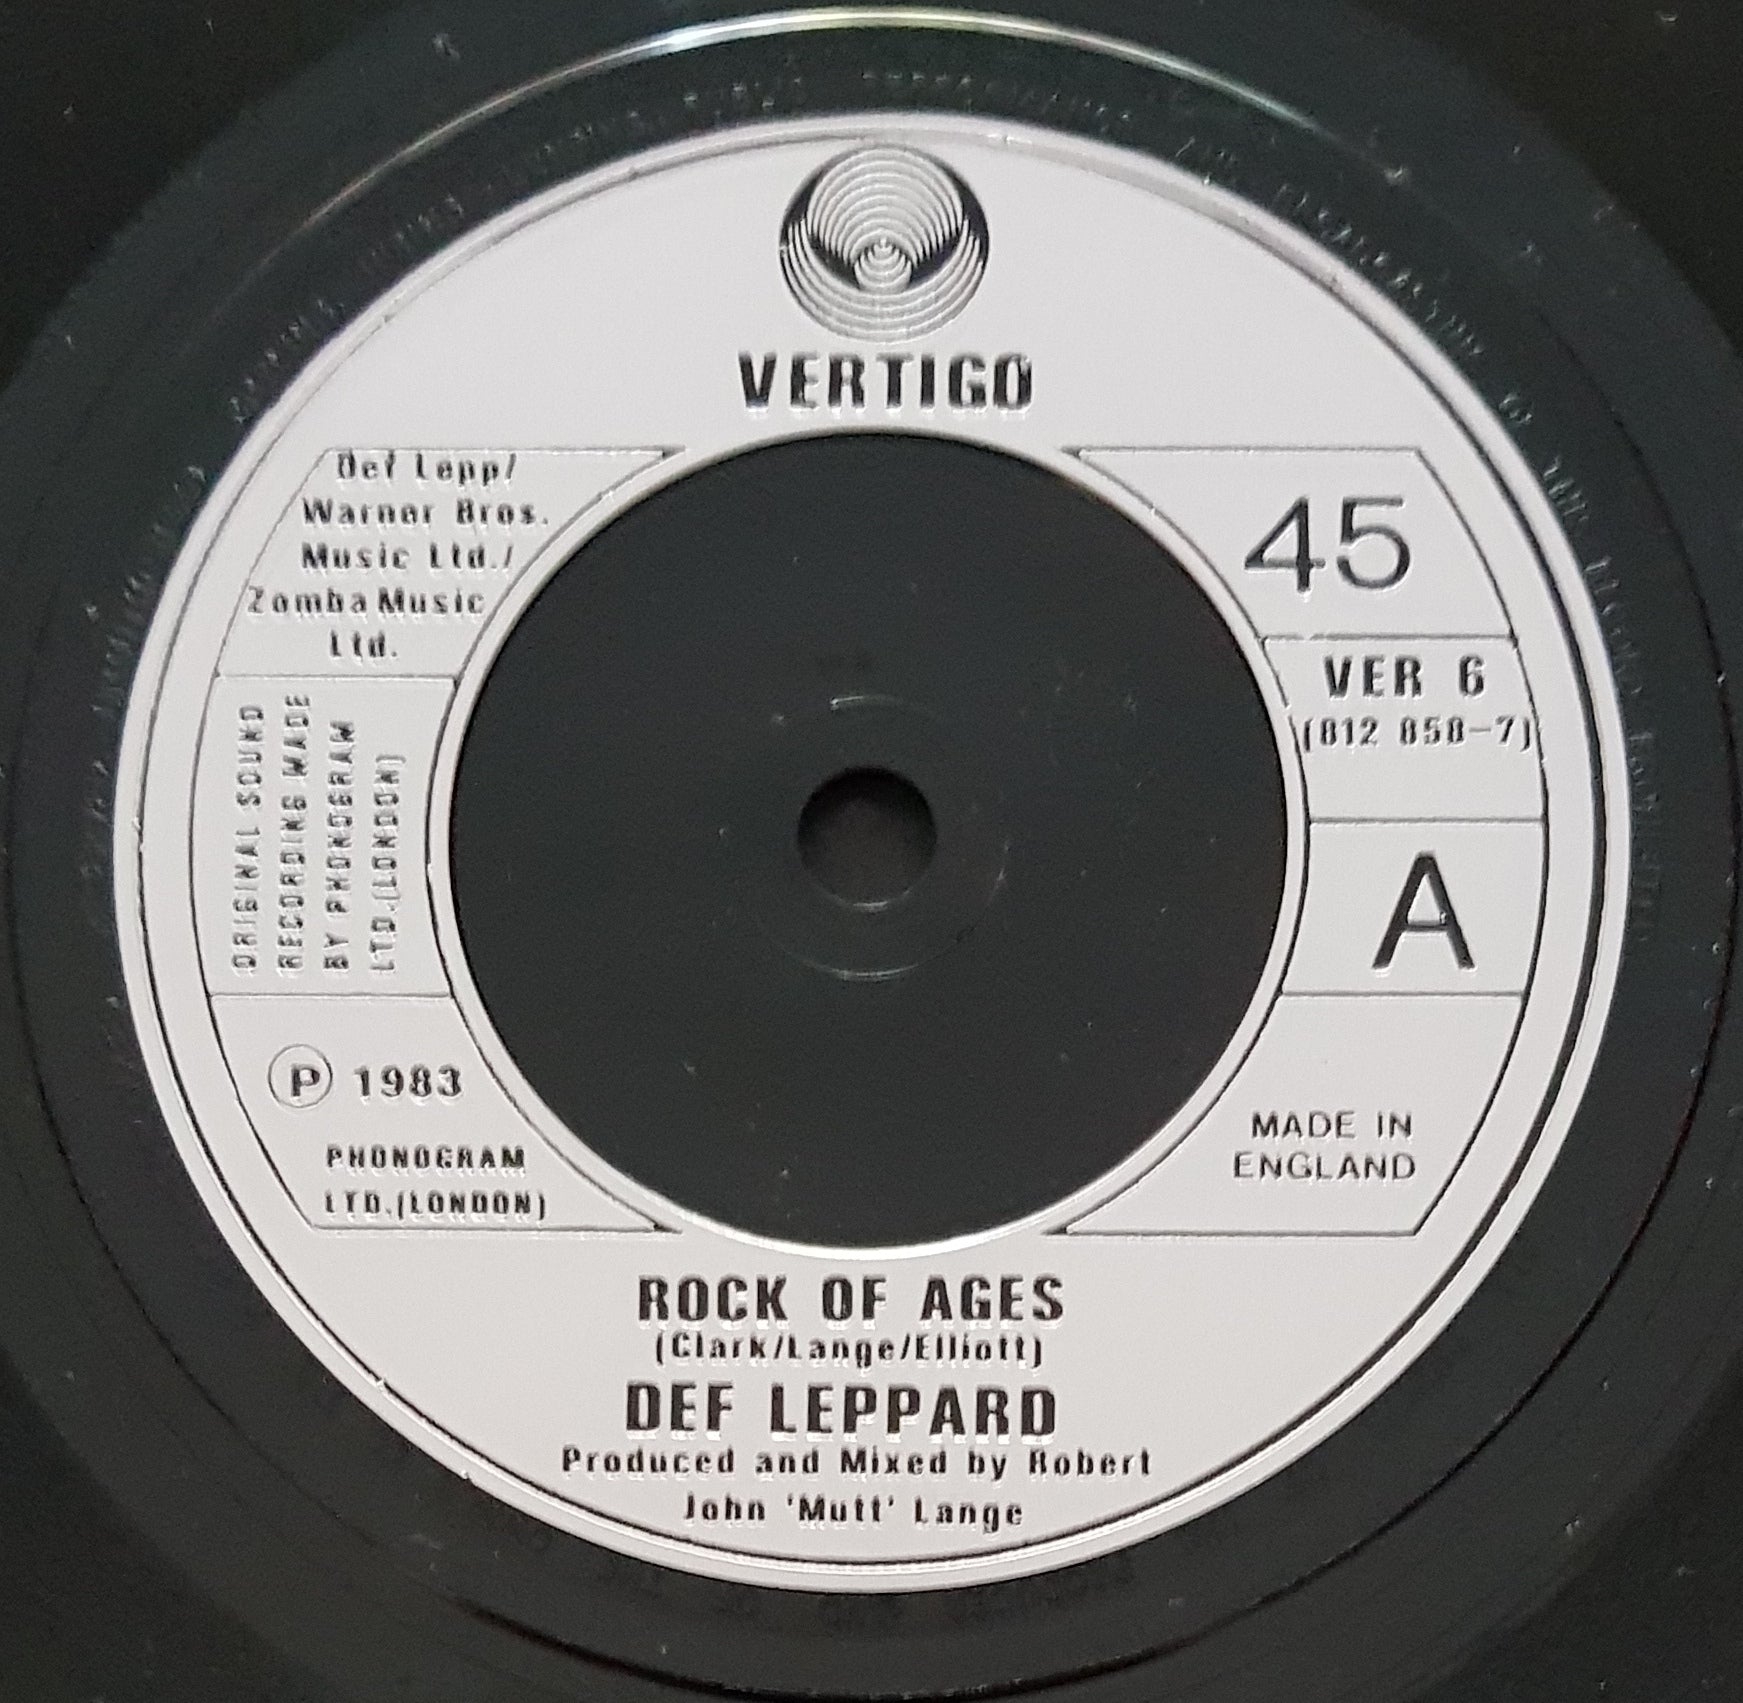 VERTIGO
Def Lepp/
Warner Bros.
Music Ltd./
Zomba Music
Ltd.
ORIGINAL SOUND
RECORDING MADE
BY PHONOGRAM
LTD.(LONDON)
Ⓟ 1983
PHONOGRAM
LTD.(LONDON)
45
VER 6
(812 858-7)
A
MADE IN
ENGLAND
ROCK OF AGES
(Clark/Lange/Elliott)
DEF LEPPARD
Produced and Mixed by Robert
John 'Mutt' Lange